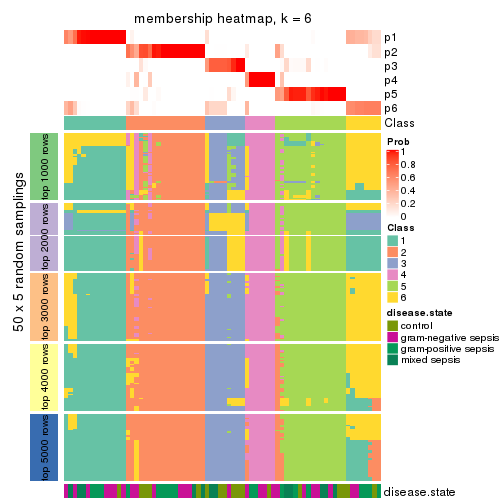 membership heatmap, k = 6
p1
p2
p3
p4
p5
p6
Class
50 x 5 random samplings
top 1000 rows
top 2000 rows
top 3000 rows
top 4000 rows
top 5000 rows
disease.state
Prob
1
0.8
0.6
0.4
0.2
0
Class
1
2
3
4
5
6
disease.state
control
gram-negative sepsis
gram-positive sepsis
mixed sepsis